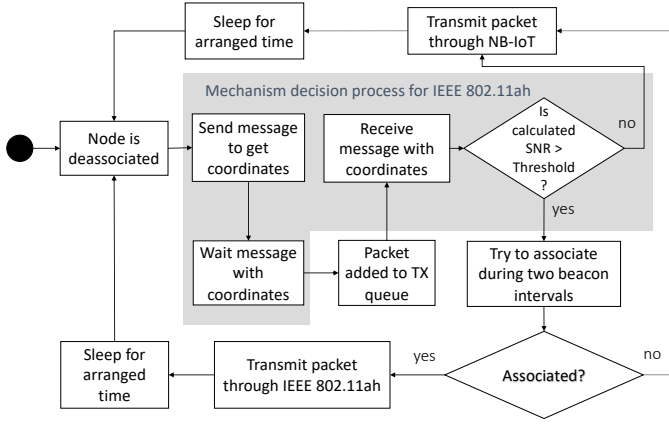 Sleep for
arranged time
Transmit packet
through NB-IoT
Mechanism decision process for IEEE 802.11ah
Node is
deassociated
Send message
to get
coordinates
Receive
message with
coordinates
Is
calculated
SNR >
Threshold
?
no
yes
Wait message
with
coordinates
Packet
added to TX
queue
Try to associate
during two beacon
intervals
Sleep for
arranged
time
Transmit packet
through IEEE 802.11ah
yes
Associated?
no